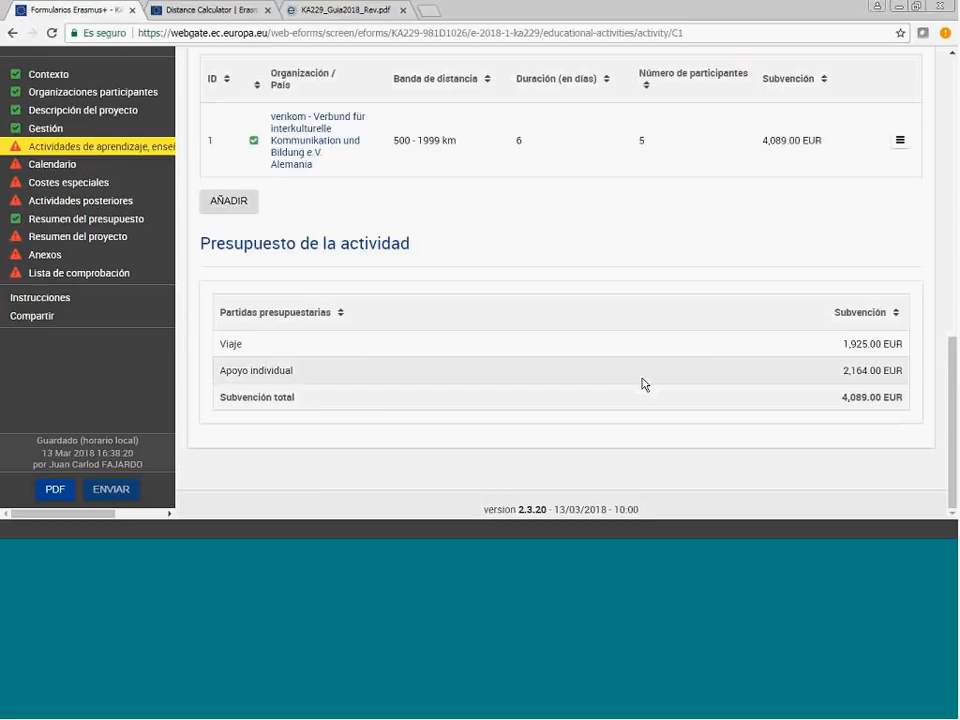 Formularios Erasmus+ - KA
Distance Calculator | Erasm
KA229_Guia2018_Rev.pdf
Es seguro
https://webgate.ec.europa.eu/web-eforms/screen/eforms/KA229-981D1026/e-2018-1-ka229/educational-activities/activity/C1
Contexto
Organizaciones participantes
Descripción del proyecto
Gestión
Actividades de aprendizaje, enseñ
Calendario
Costes especiales
Actividades posteriores
Resumen del presupuesto
Resumen del proyecto
Anexos
Lista de comprobación
Instrucciones
Compartir
Guardado (horario local)
13 Mar 2018 16:38:20
por Juan Carlod FAJARDO
PDF ENVIAR
ID Organización / País Banda de distancia Duración (en días) Número de participantes Subvención
1
verikom - Verbund für
interkulturelle
Kommunikation und
Bildung e.V.
Alemania
500 - 1999 km 6 5 4,089.00 EUR
AÑADIR
Presupuesto de la actividad
Partidas presupuestarias Subvención
Viaje 1,925.00 EUR
Apoyo individual 2,164.00 EUR
Subvención total 4,089.00 EUR
version 2.3.20 - 13/03/2018 - 10:00